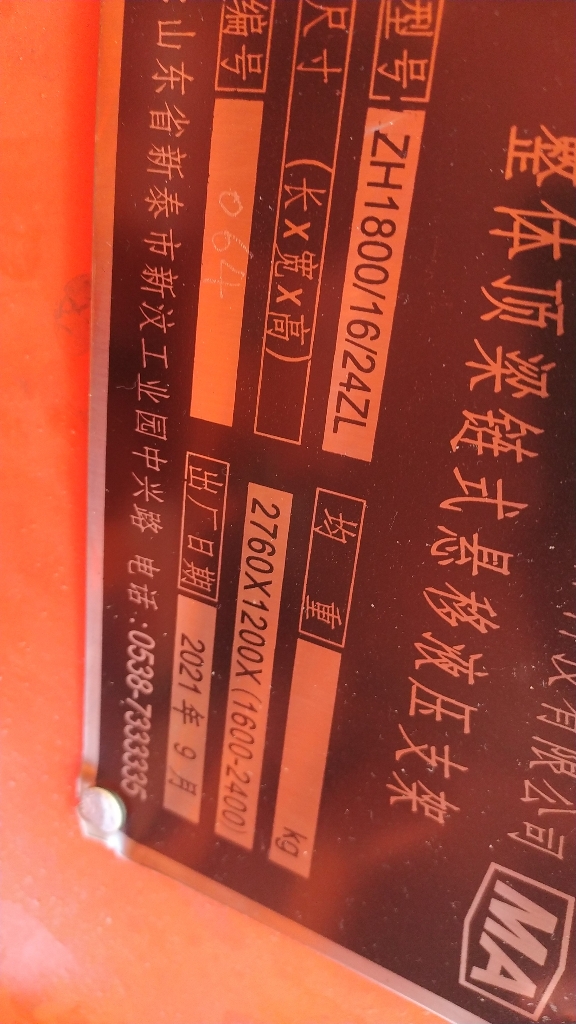 有限公司
MA
整体顶梁链式悬移液压支架
型号 ZH1800/16/24ZL 均重 kg
尺寸(长x宽x高) 2760X1200X(1600-2400)
编号 064 出厂日期 2021年9月
山东省新泰市新汶工业园中兴路 电话:0538-7333335